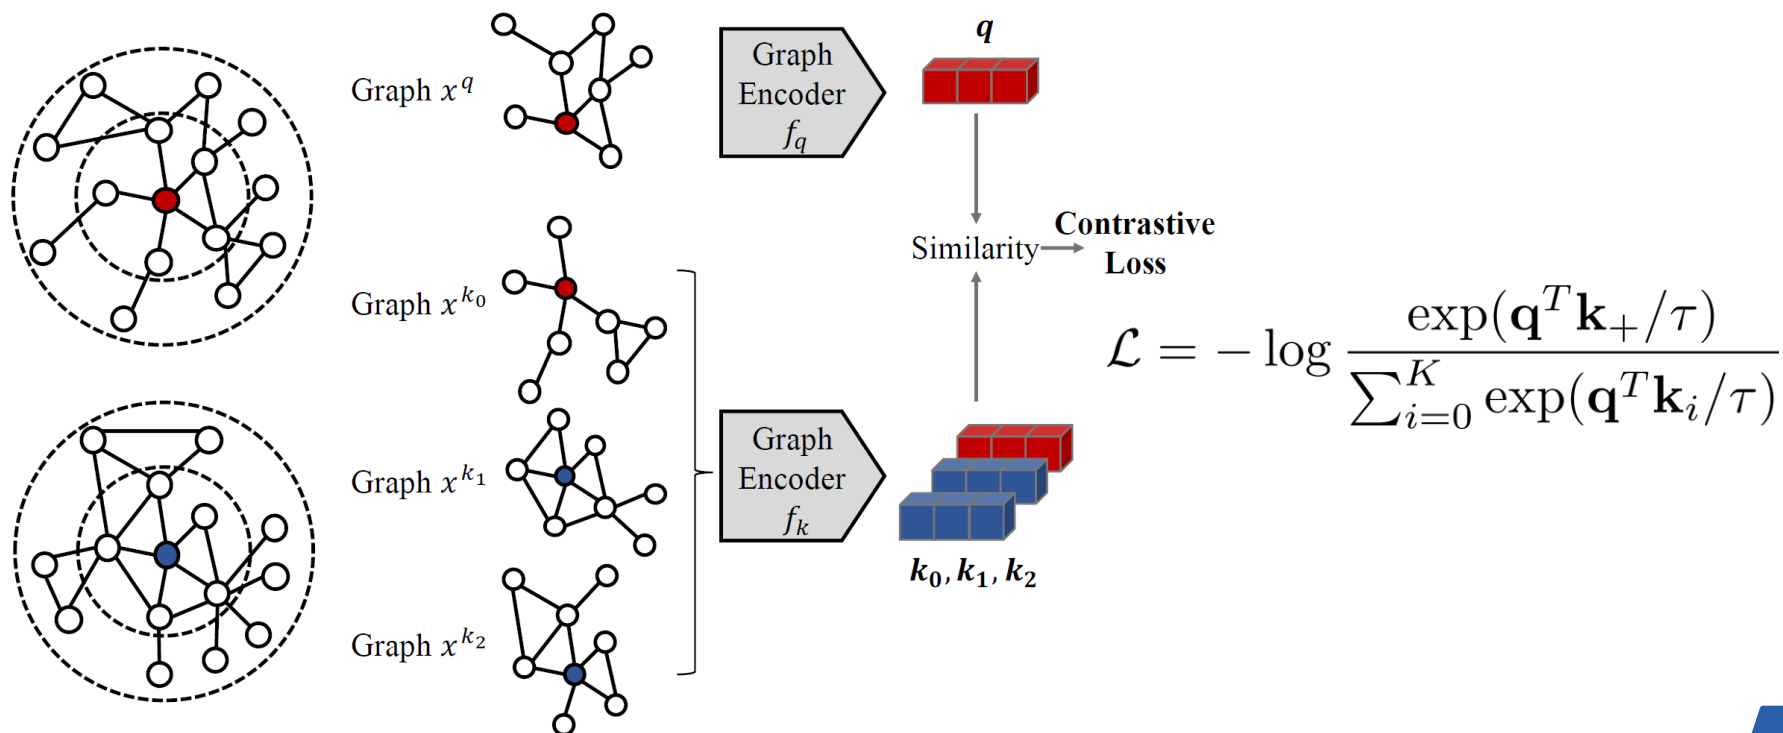 Graph x^q
Graph
Encoder
f_q
q
Graph x^{k_0}
Similarity
Contrastive
Loss
Graph x^{k_1}
Graph x^{k_2}
Graph
Encoder
f_k
k_0, k_1, k_2
ℒ = − log \frac{exp(q^T k_+/τ)}{∑_{i=0}^{K} exp(q^T k_i/τ)}